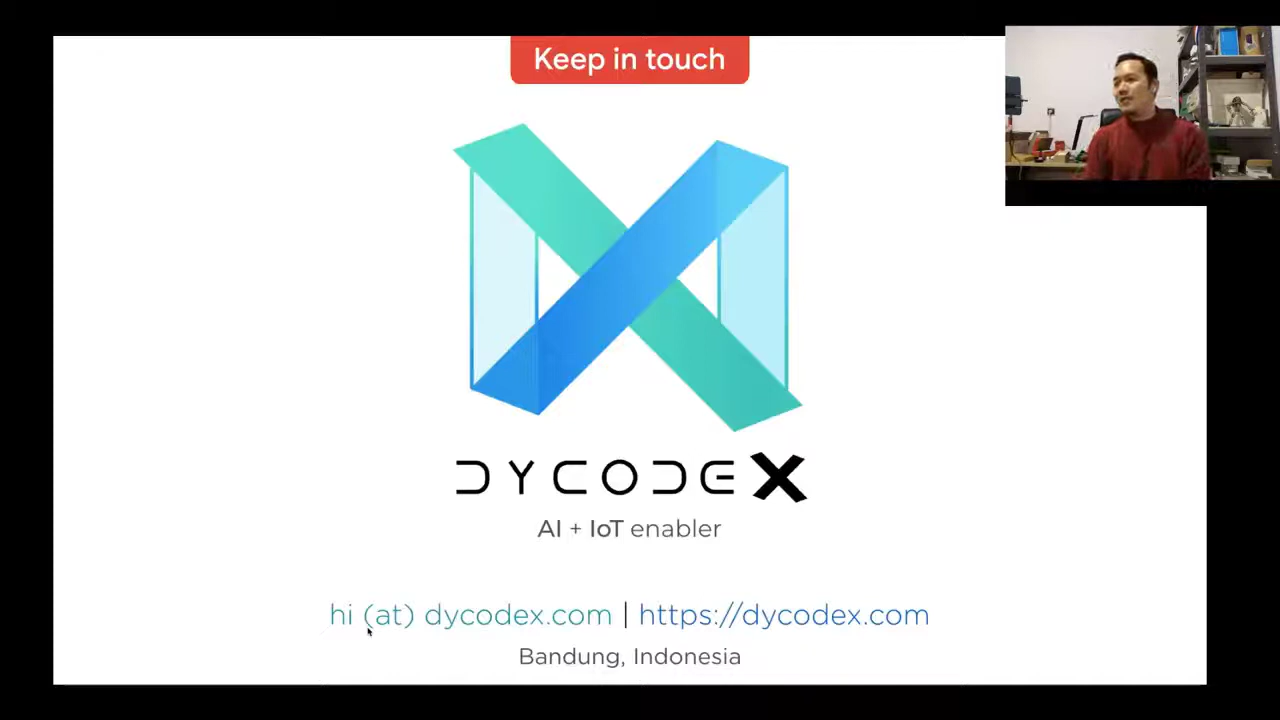 Keep in touch
DYCODEX
AI + IoT enabler
hi (at) dycodex.com | https://dycodex.com
Bandung, Indonesia